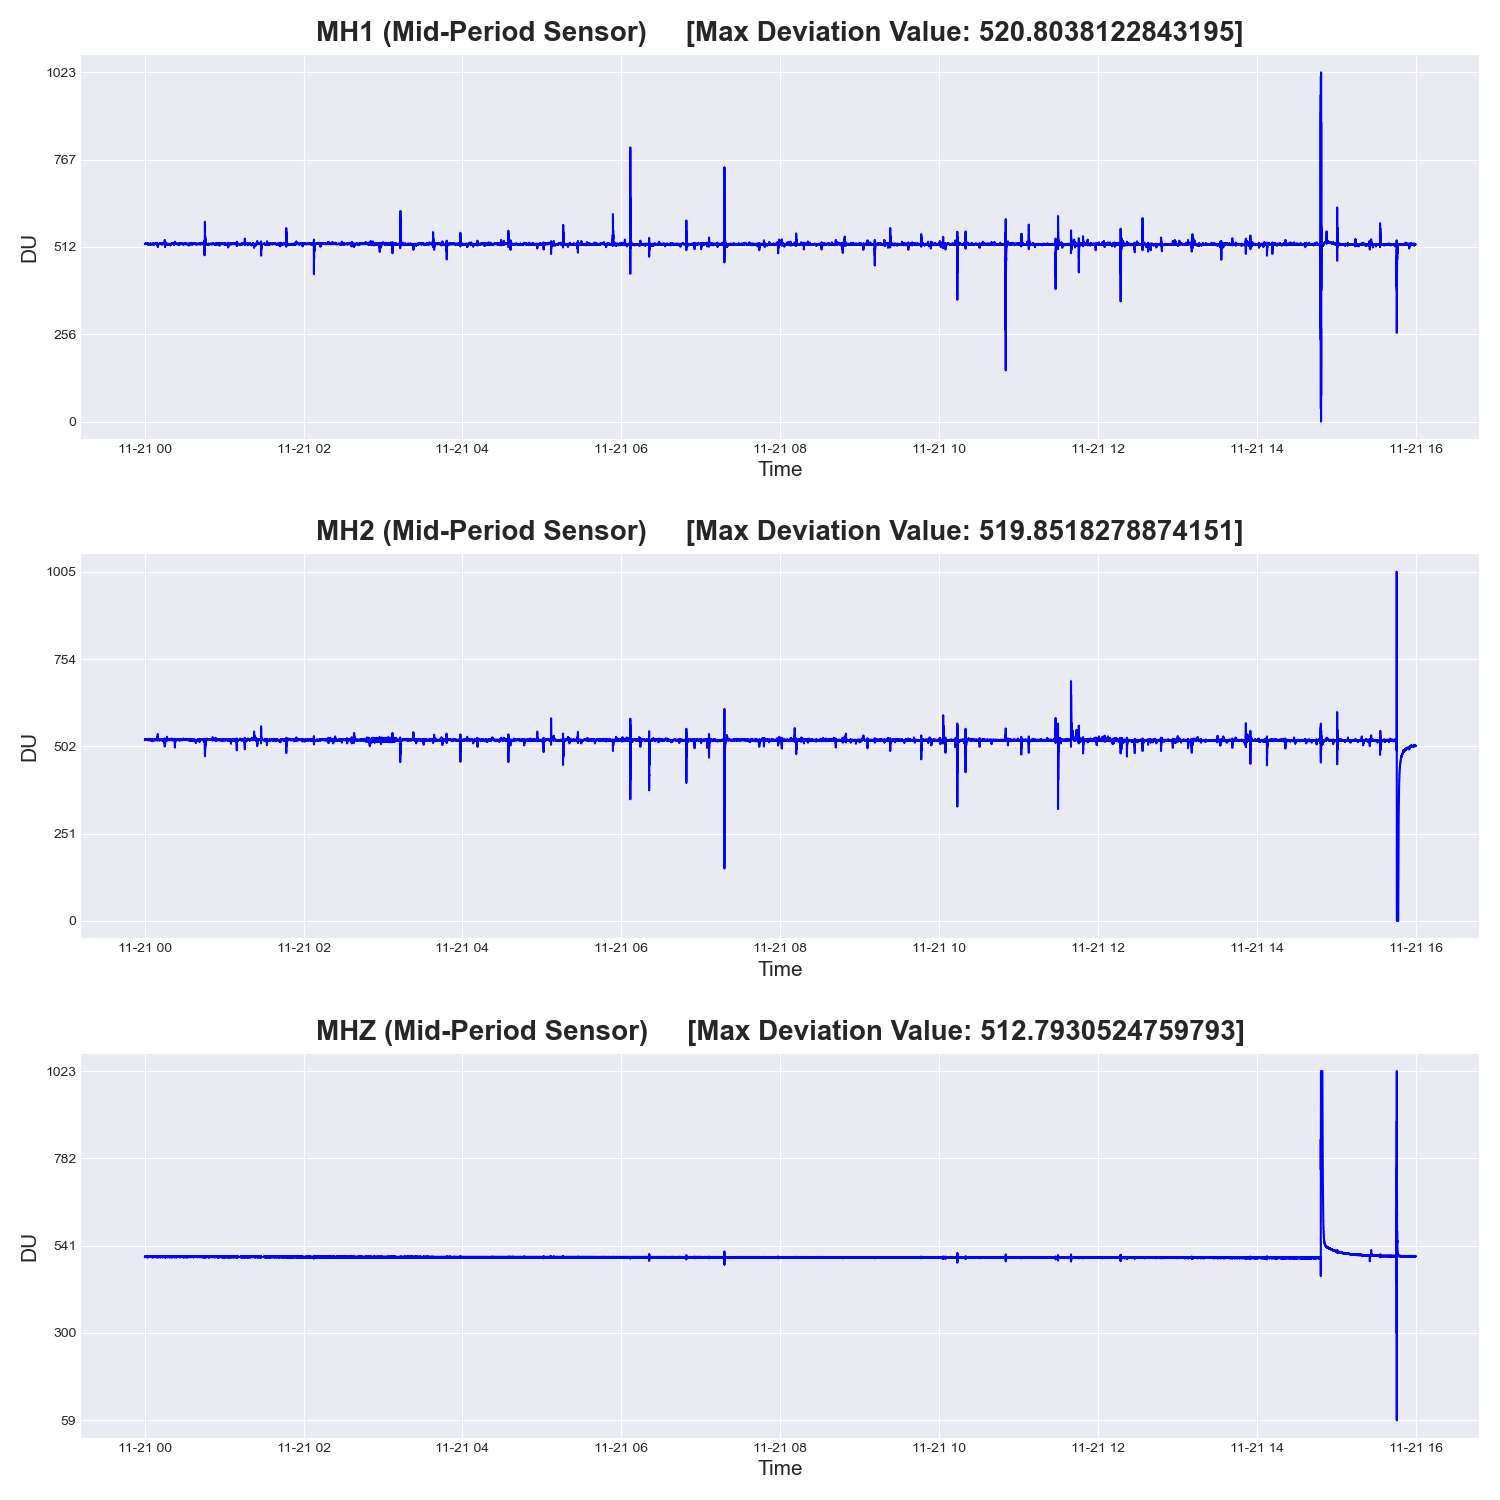 MH1 (Mid-Period Sensor) [Max Deviation Value: 520.8038122843195]
1023
767
512
256
0
DU
11-21 00 11-21 02 11-21 04 11-21 06 11-21 08 11-21 10 11-21 12 11-21 14 11-21 16
Time
MH2 (Mid-Period Sensor) [Max Deviation Value: 519.8518278874151]
1005
754
502
251
0
DU
11-21 00 11-21 02 11-21 04 11-21 06 11-21 08 11-21 10 11-21 12 11-21 14 11-21 16
Time
MHZ (Mid-Period Sensor) [Max Deviation Value: 512.7930524759793]
1023
782
541
300
59
DU
11-21 00 11-21 02 11-21 04 11-21 06 11-21 08 11-21 10 11-21 12 11-21 14 11-21 16
Time